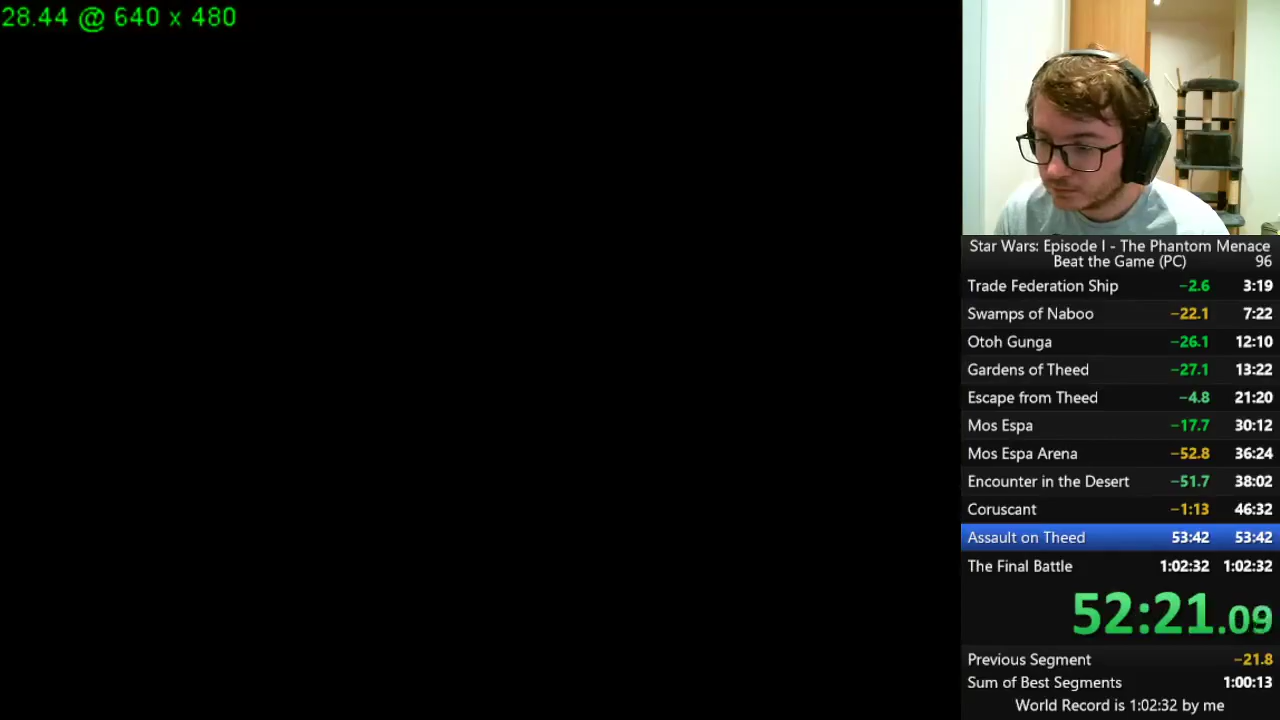 28.44 @ 640 x 480
Star Wars: Episode I - The Phantom Menace
Beat the Game (PC) 96
Trade Federation Ship −2.6 3:19
Swamps of Naboo −22.1 7:22
Otoh Gunga −26.1 12:10
Gardens of Theed −27.1 13:22
Escape from Theed −4.8 21:20
Mos Espa −17.7 30:12
Mos Espa Arena −52.8 36:24
Encounter in the Desert −51.7 38:02
Coruscant −1:13 46:32
Assault on Theed 53:42 53:42
The Final Battle 1:02:32 1:02:32
52:21.09
Previous Segment −21.8
Sum of Best Segments 1:00:13
World Record is 1:02:32 by me